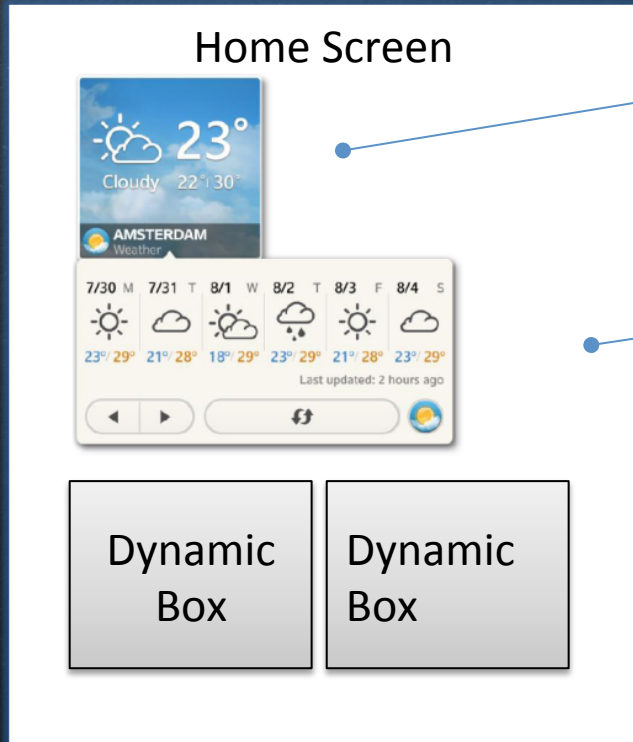 Home Screen
23°
Cloudy 22°| 30°
AMSTERDAM
Weather
7/30 M 7/31 T 8/1 W 8/2 T 8/3 F 8/4 S
23°/ 29° 21°/ 28° 18°/ 29° 23°/ 29° 21°/ 28° 23°/ 29°
Last updated: 2 hours ago
Dynamic
Box
Dynamic
Box